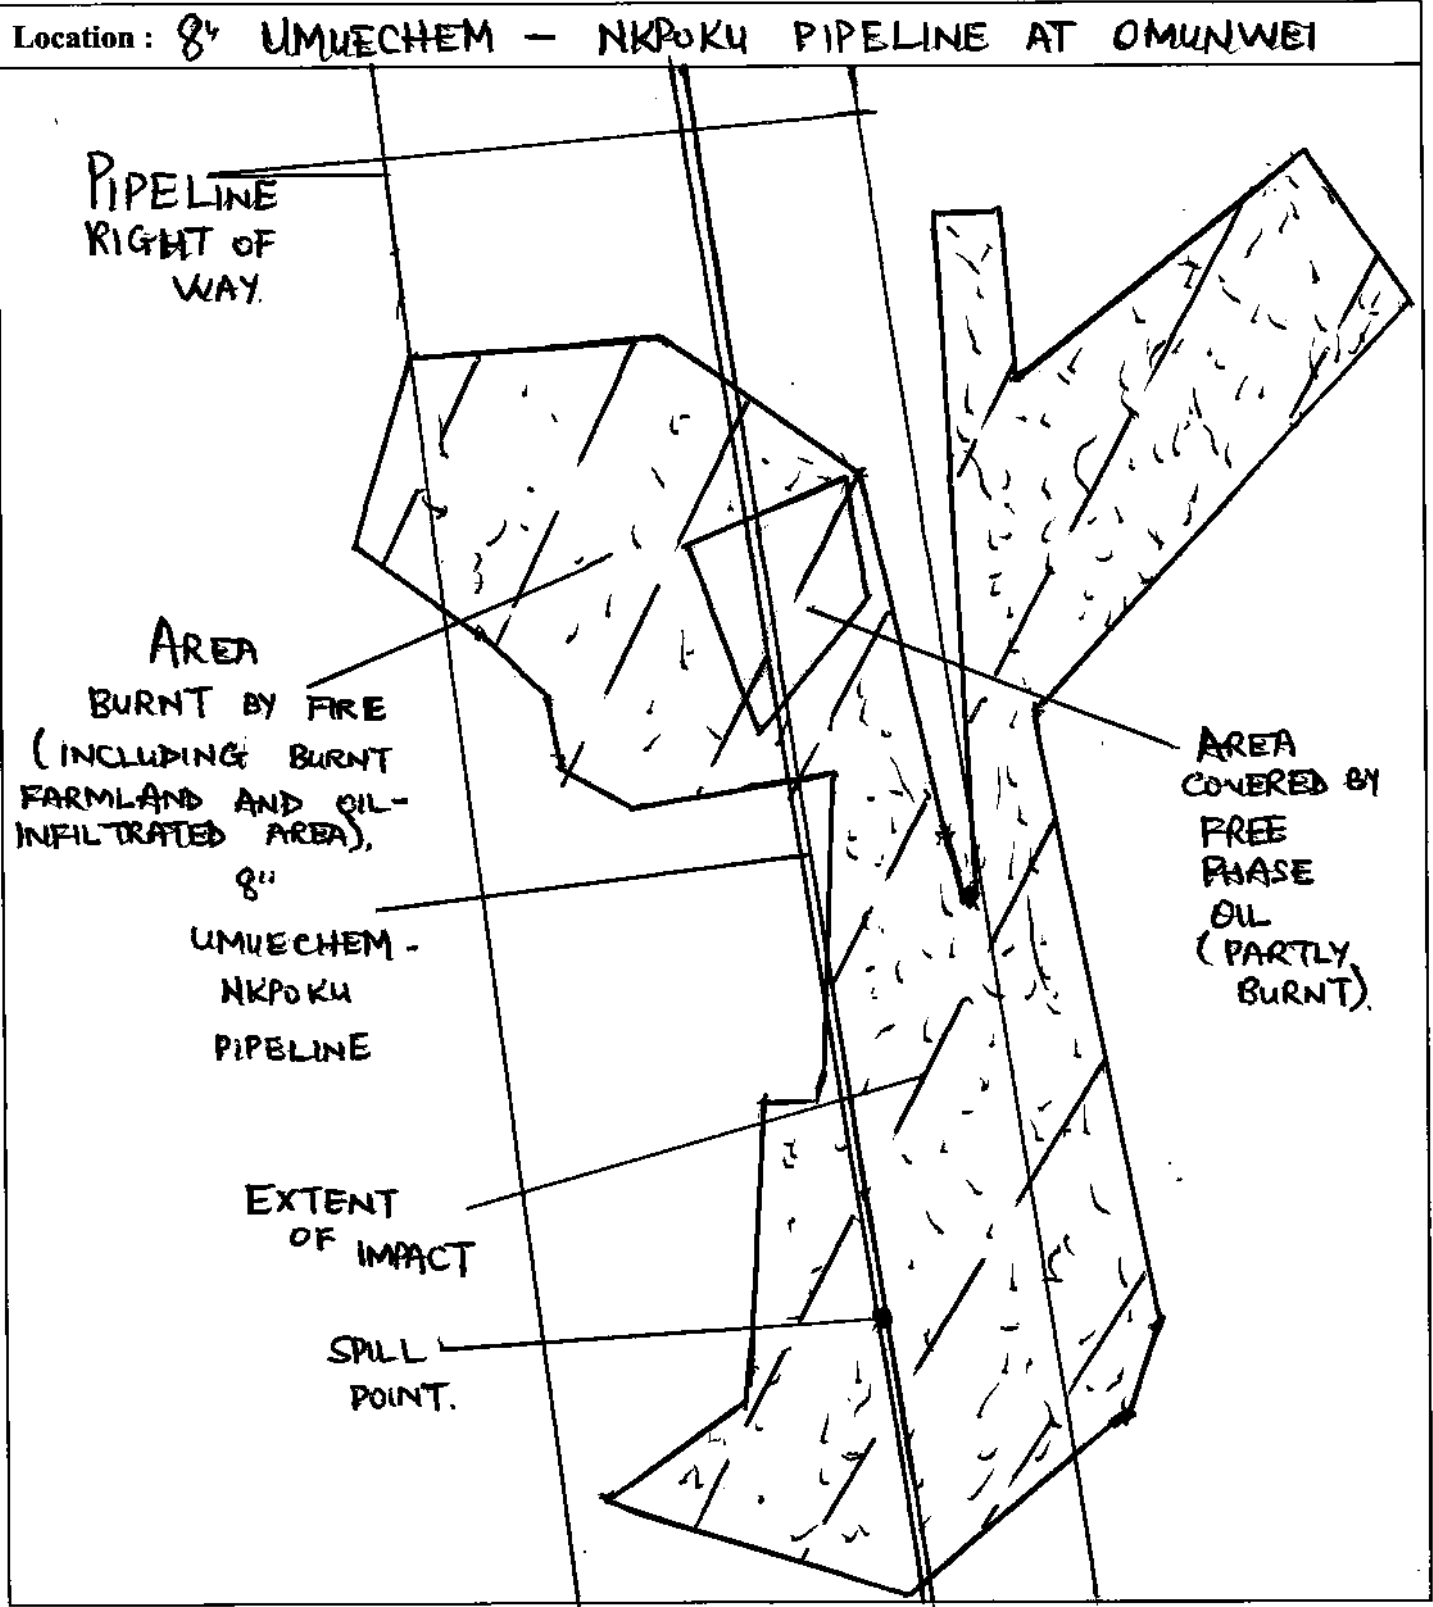 Location : 8" UMUECHEM - NKPOKU PIPELINE AT OMUNWEI
PIPELINE
RIGHT OF
WAY.
AREA
BURNT BY FIRE
(INCLUDING BURNT
FARMLAND AND OIL-
INFILTRATED AREA).
8"
UMUECHEM -
NKPOKU
PIPELINE
AREA
COVERED BY
FREE
PHASE
OIL
(PARTLY
BURNT).
EXTENT
OF IMPACT
SPILL
POINT.